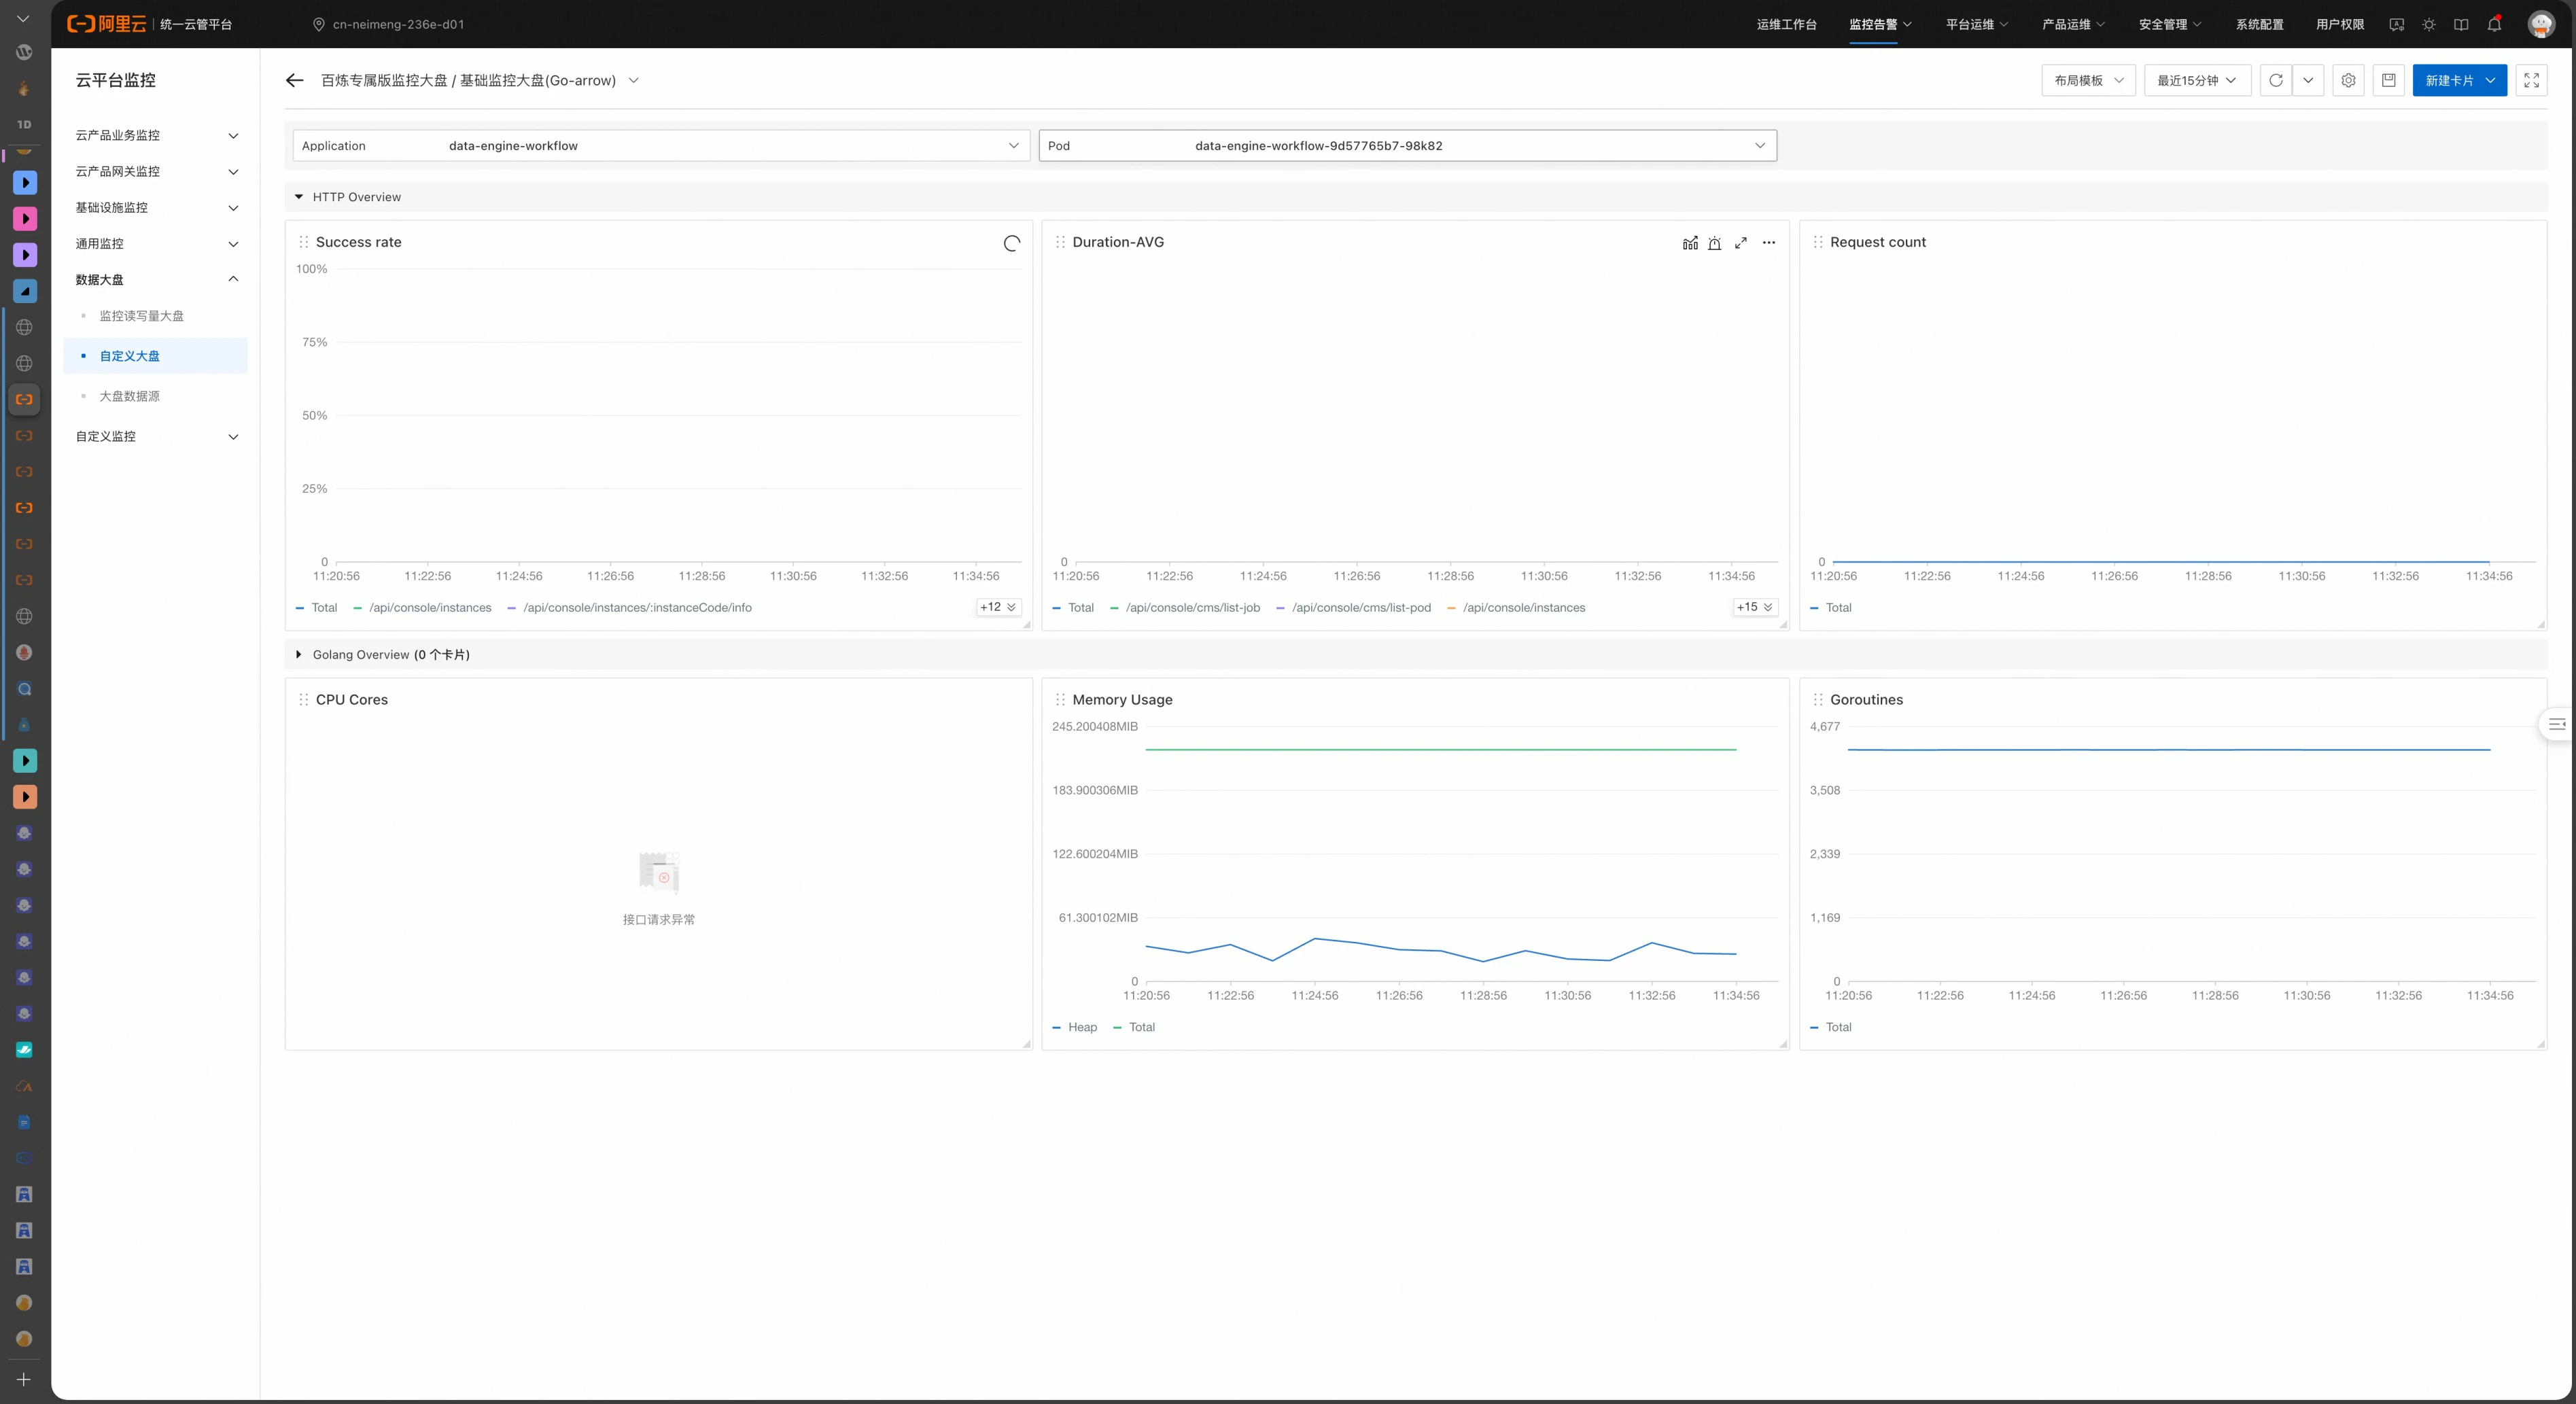 阿里云 | 统一云管平台
cn-neimeng-236e-d01
运维工作台
监控告警
平台运维
产品运维
安全管理
系统配置
用户权限
1D
云平台监控
云产品业务监控
云产品网关监控
基础设施监控
通用监控
数据大盘
监控读写量大盘
自定义大盘
大盘数据源
自定义监控
百炼专属版监控大盘 / 基础监控大盘(Go-arrow)
布局模板
最近15分钟
新建卡片
Application data-engine-workflow
Pod data-engine-workflow-9d57765b7-98k82
HTTP Overview
Success rate
100%
75%
50%
25%
0
11:20:56 11:22:56 11:24:56 11:26:56 11:28:56 11:30:56 11:32:56 11:34:56
Total /api/console/instances /api/console/instances/:instanceCode/info +12
Duration-AVG
0
11:20:56 11:22:56 11:24:56 11:26:56 11:28:56 11:30:56 11:32:56 11:34:56
Total /api/console/cms/list-job /api/console/cms/list-pod /api/console/instances +15
Request count
0
11:20:56 11:22:56 11:24:56 11:26:56 11:28:56 11:30:56 11:32:56 11:34:56
Total
Golang Overview (0 个卡片)
CPU Cores
接口请求异常
Memory Usage
245.200408MIB
183.900306MIB
122.600204MIB
61.300102MIB
0
11:20:56 11:22:56 11:24:56 11:26:56 11:28:56 11:30:56 11:32:56 11:34:56
Heap Total
Goroutines
4,677
3,508
2,339
1,169
0
11:20:56 11:22:56 11:24:56 11:26:56 11:28:56 11:30:56 11:32:56 11:34:56
Total